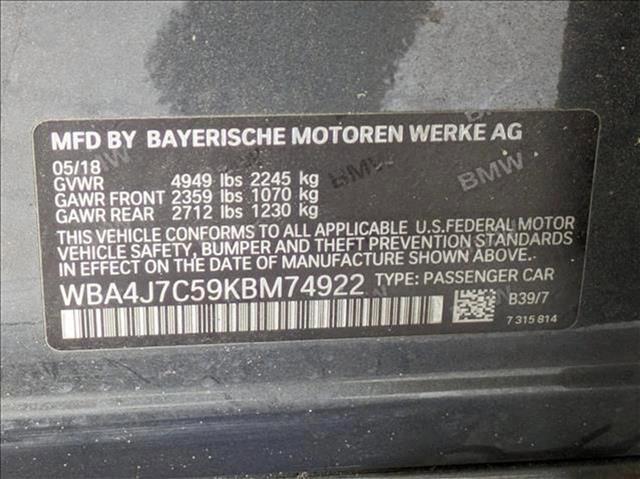 MFD BY BAYERISCHE MOTOREN WERKE AG
05/18
GVWR 4949 lbs 2245 kg
GAWR FRONT 2359 lbs 1070 kg
GAWR REAR 2712 lbs 1230 kg
THIS VEHICLE CONFORMS TO ALL APPLICABLE U.S.FEDERAL MOTOR
VEHICLE SAFETY, BUMPER AND THEFT PREVENTION STANDARDS
IN EFFECT ON THE DATE OF MANUFACTURE SHOWN ABOVE.
WBA4J7C59KBM74922 TYPE: PASSENGER CAR
B39/7
7 315 814
BMW
BMW
BMW